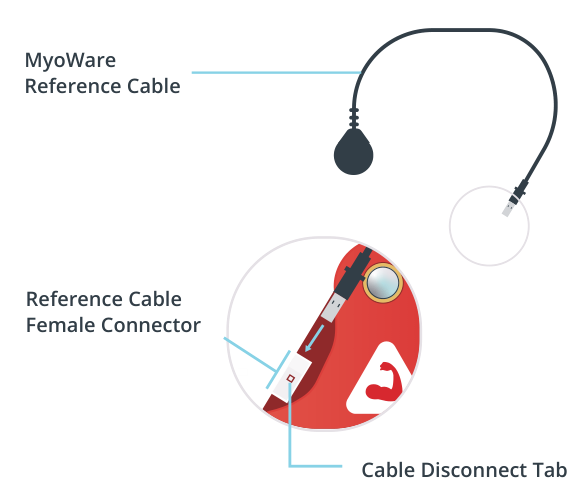 MyoWare
Reference Cable
Reference Cable
Female Connector
Cable Disconnect Tab